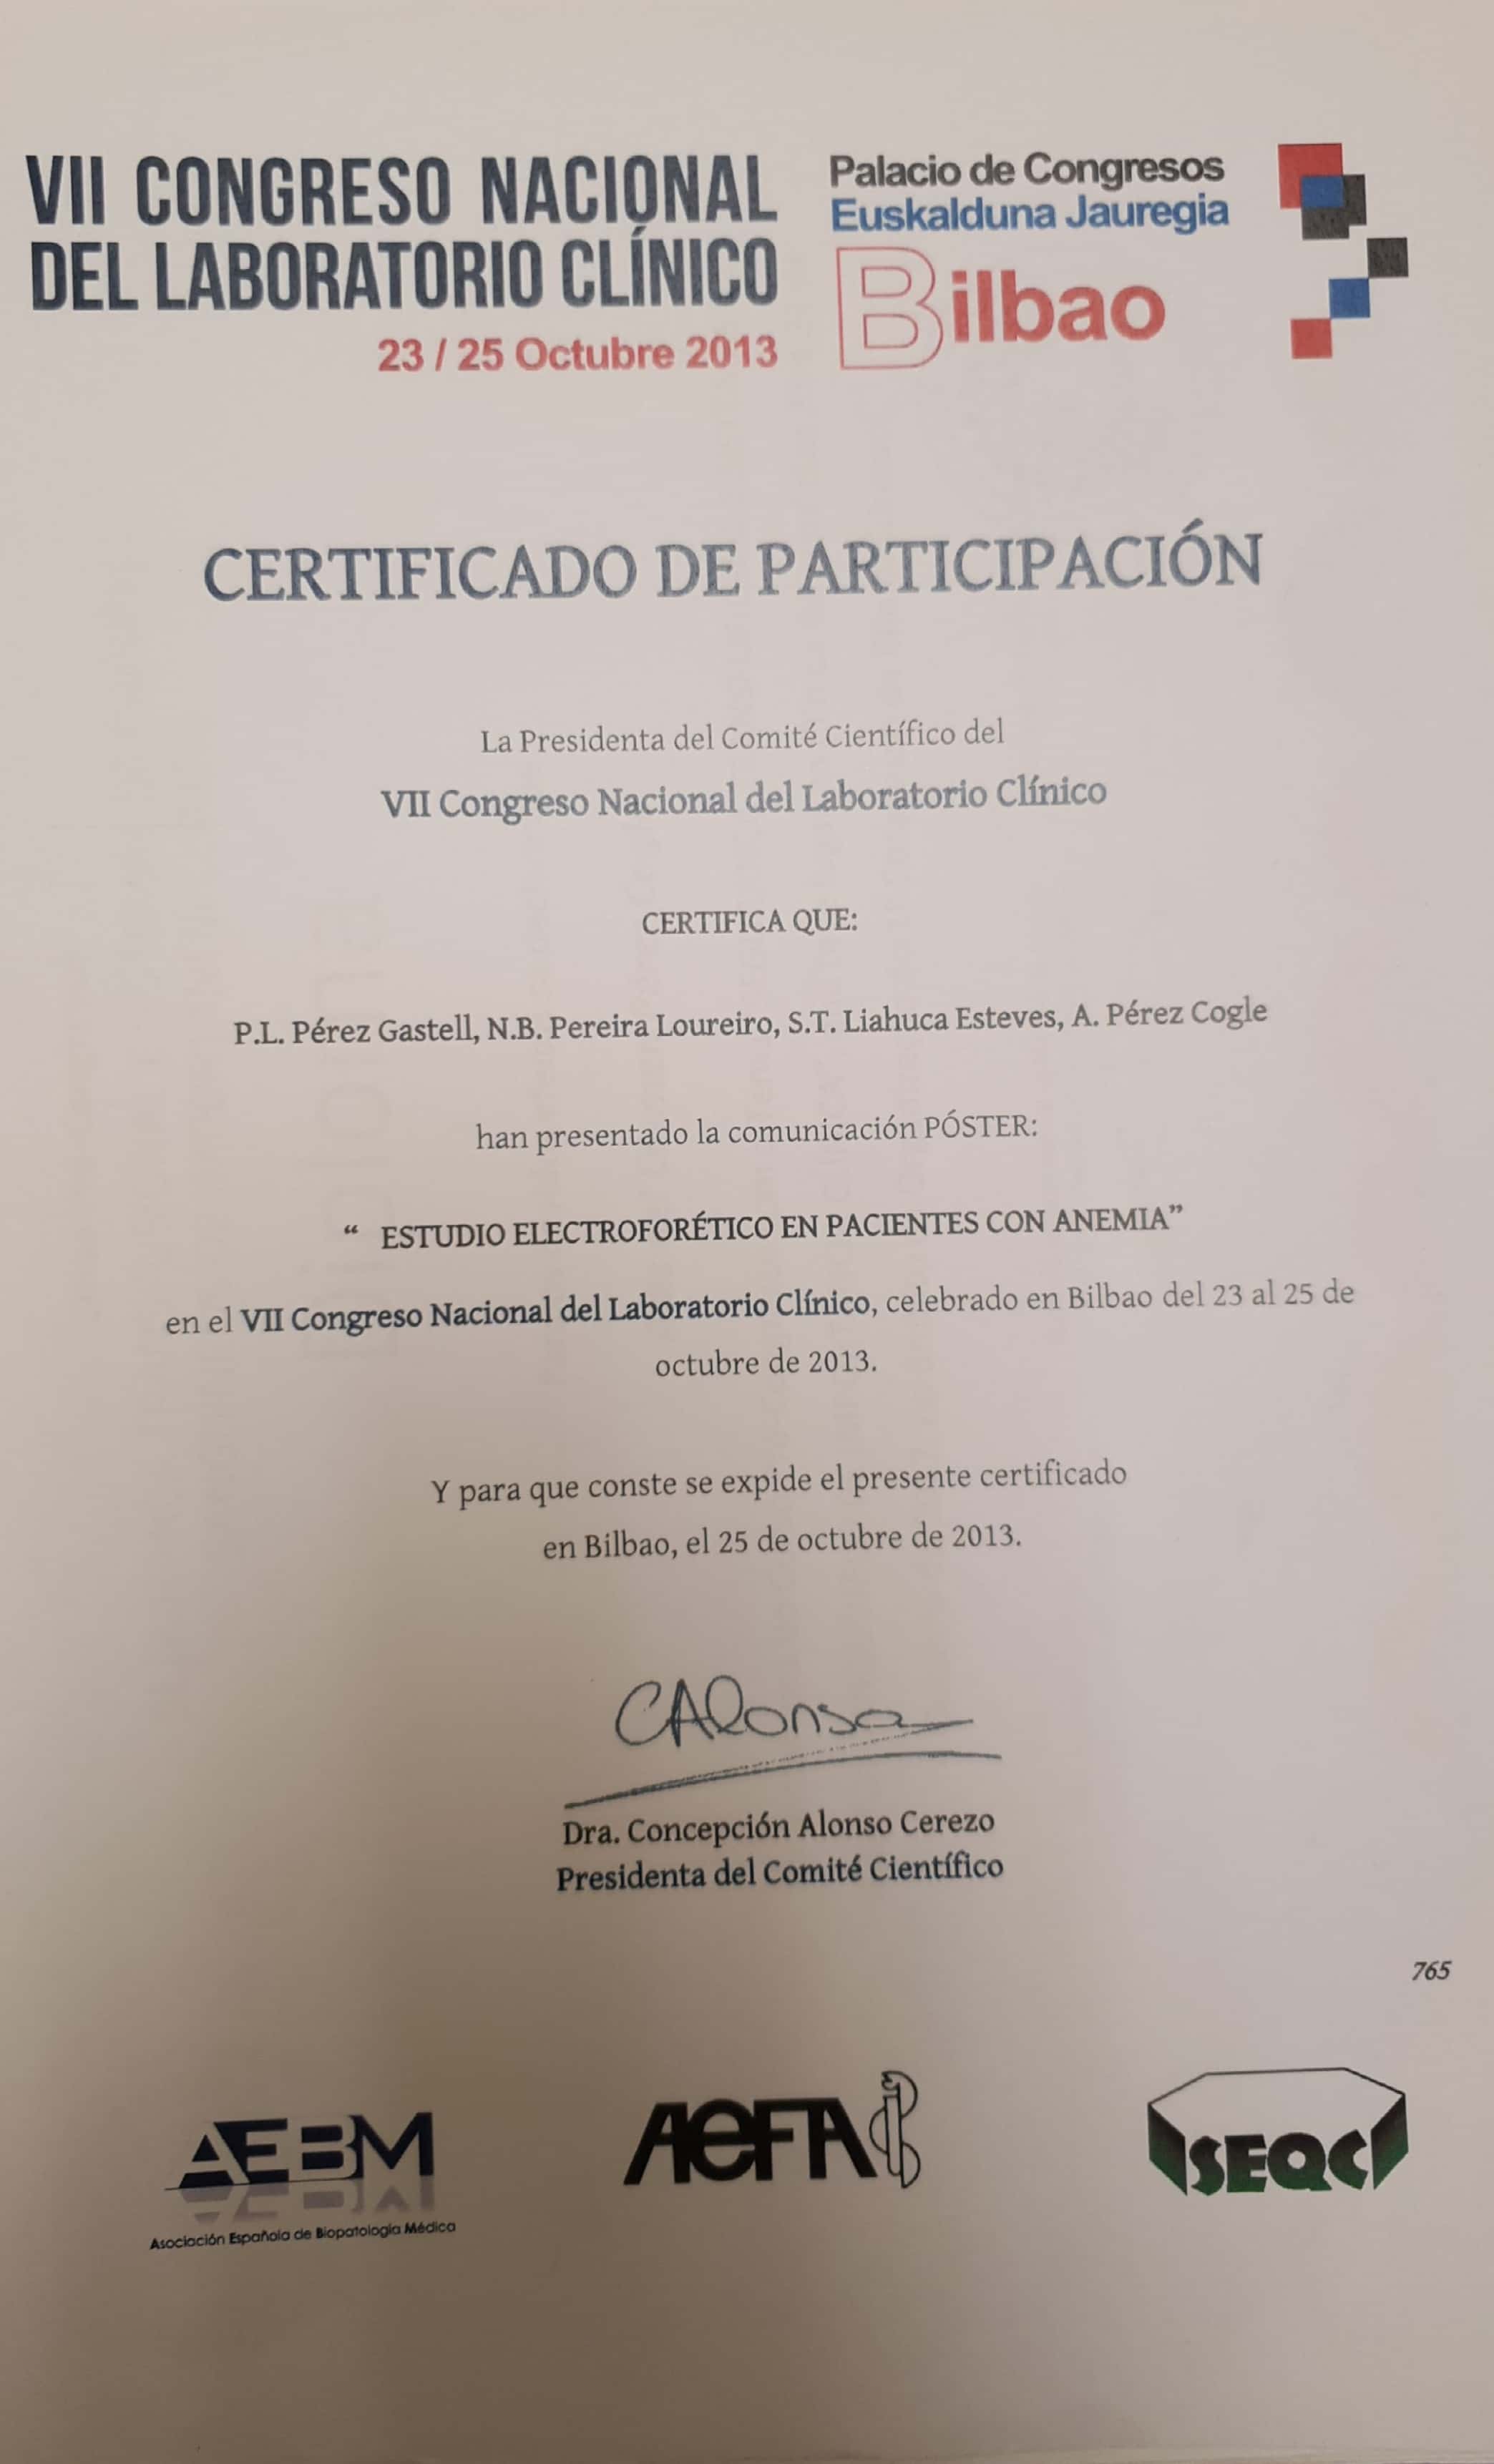 VII CONGRESO NACIONAL
DEL LABORATORIO CLÍNICO
23 / 25 Octubre 2013
Palacio de Congresos
Euskalduna Jauregia
Bilbao
CERTIFICADO DE PARTICIPACIÓN
La Presidenta del Comité Científico del
VII Congreso Nacional del Laboratorio Clínico
CERTIFICA QUE:
P.L. Pérez Gastell, N.B. Pereira Loureiro, S.T. Liahuca Esteves, A. Pérez Cogle
han presentado la comunicación PÓSTER:
“ ESTUDIO ELECTROFORÉTICO EN PACIENTES CON ANEMIA”
en el VII Congreso Nacional del Laboratorio Clínico, celebrado en Bilbao del 23 al 25 de
octubre de 2013.
Y para que conste se expide el presente certificado
en Bilbao, el 25 de octubre de 2013.
CAlonso
Dra. Concepción Alonso Cerezo
Presidenta del Comité Científico
765
AEBM
Asociación Española de Biopatología Médica
AEFA
SEQC